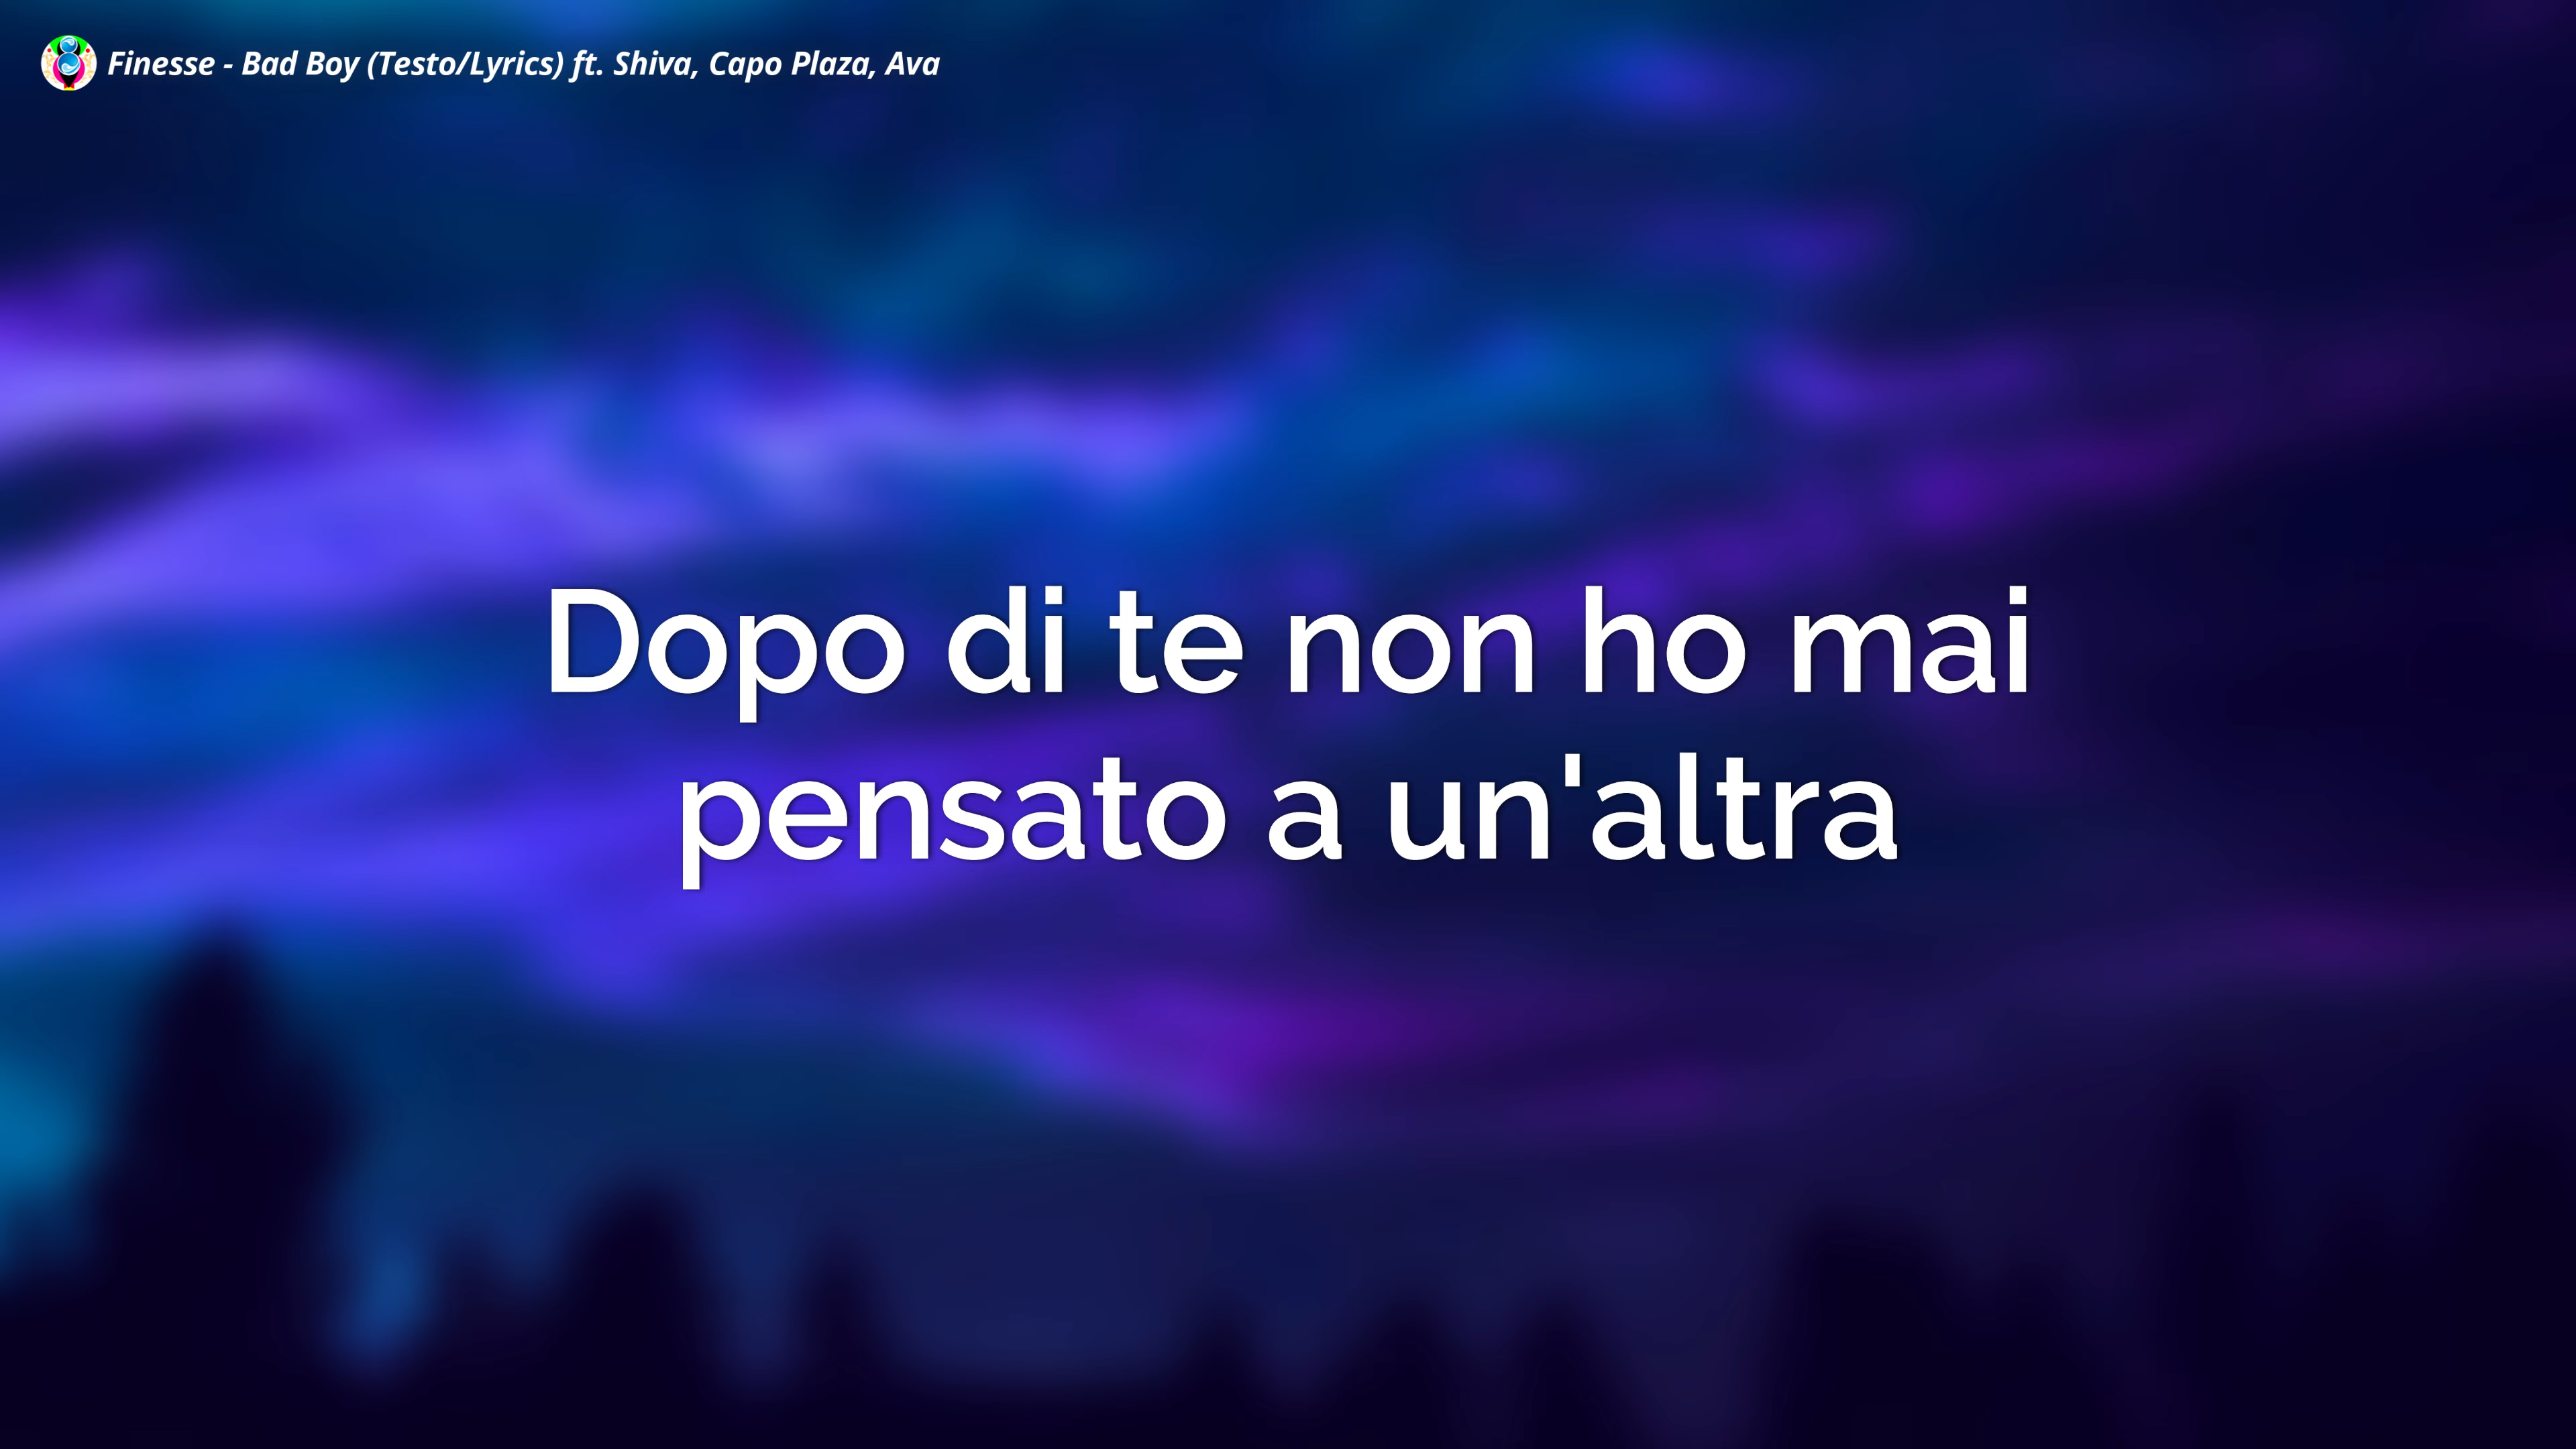 Finesse - Bad Boy (Testo/Lyrics) ft. Shiva, Capo Plaza, Ava
Dopo di te non ho mai
pensato a un'altra